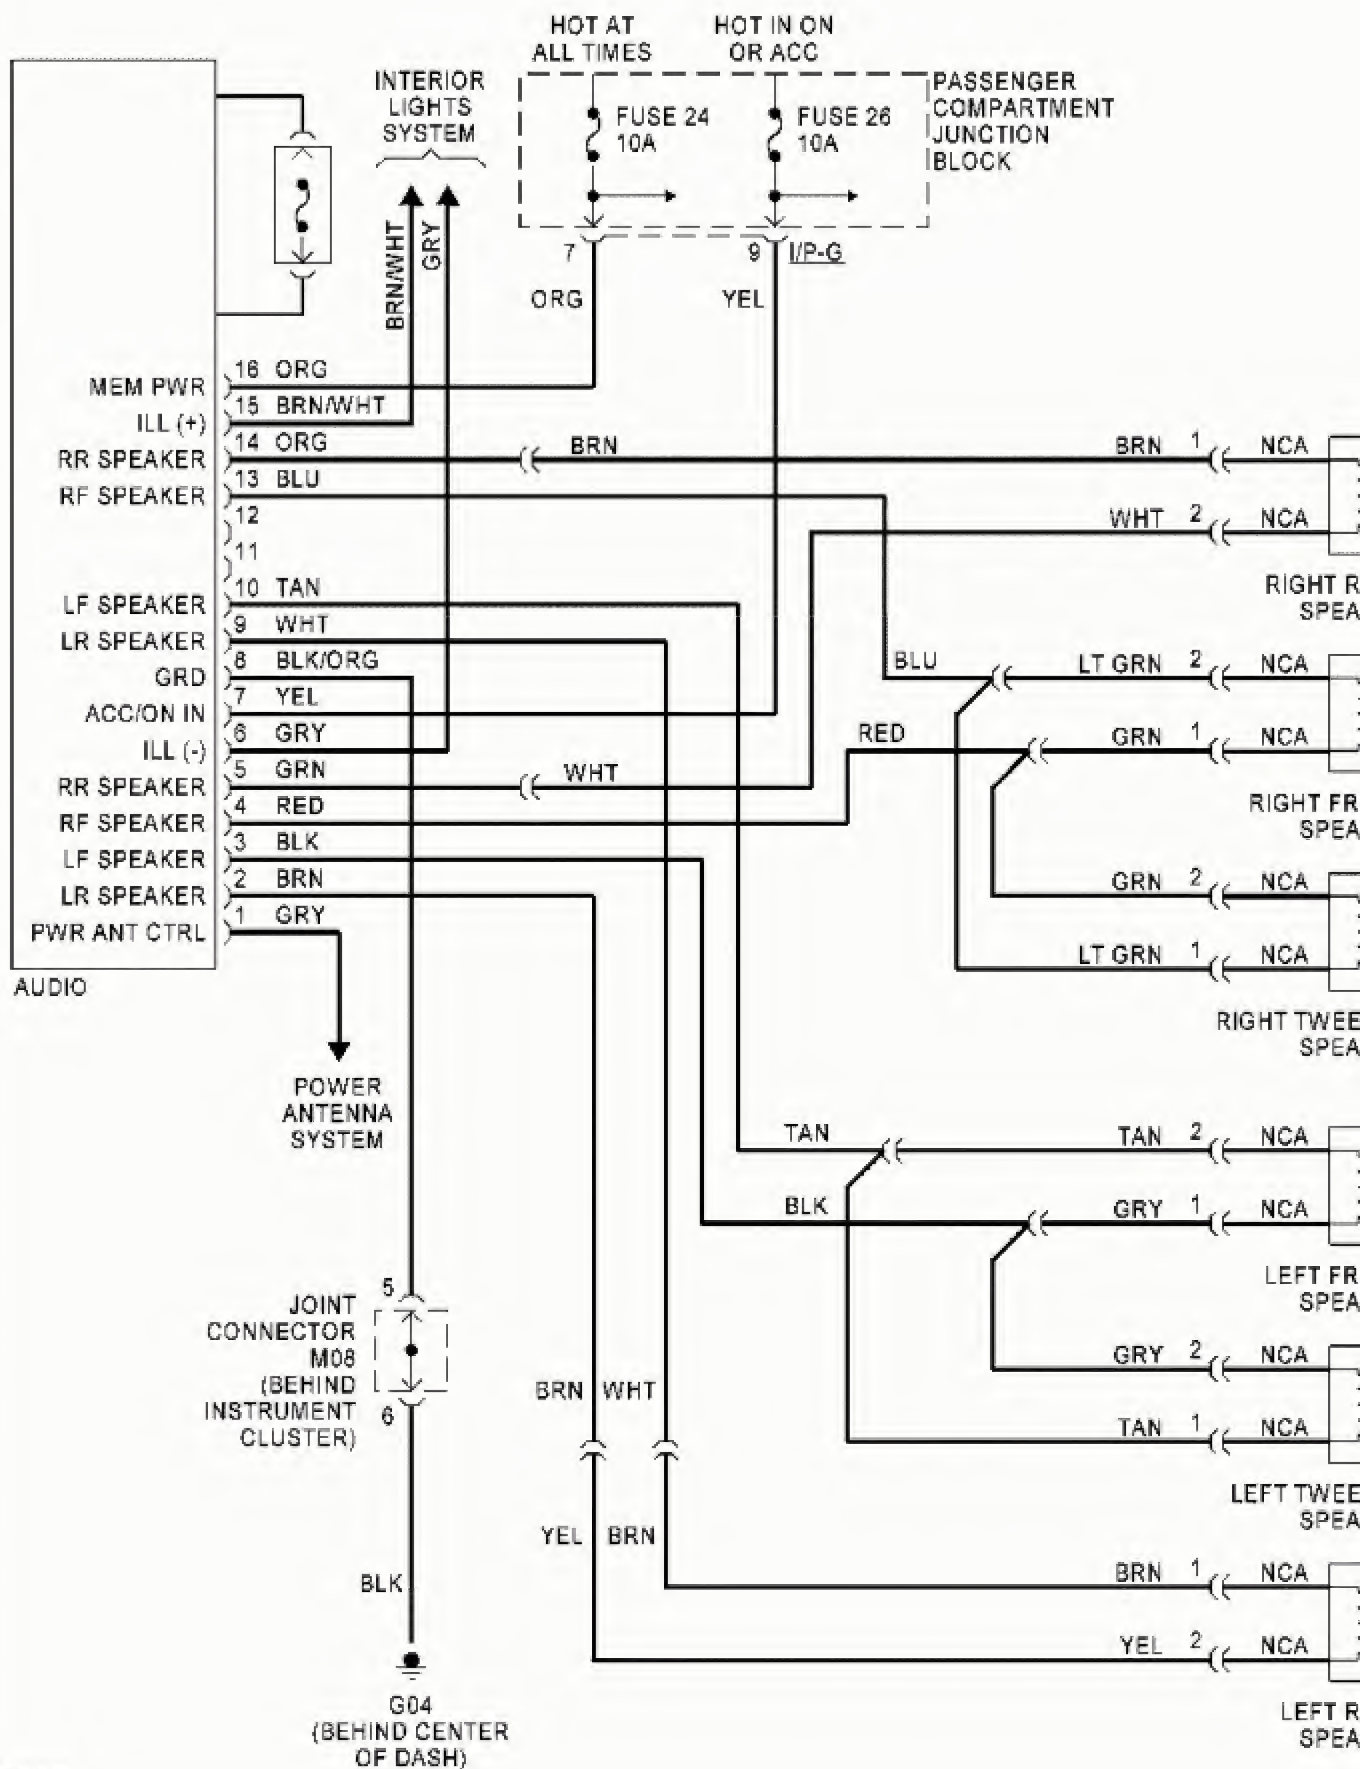 HOT AT
ALL TIMES
HOT IN ON
OR ACC
INTERIOR
LIGHTS
SYSTEM
FUSE 24
10A
FUSE 26
10A
PASSENGER
COMPARTMENT
JUNCTION
BLOCK
BRN/WHT
GRY
7
9
I/P-G
ORG
YEL
MEM PWR
16 ORG
ILL (+)
15 BRN/WHT
RR SPEAKER
14 ORG
BRN
BRN 1 NCA
RF SPEAKER
13 BLU
12
WHT 2 NCA
11
RIGHT R
SPEA
LF SPEAKER
10 TAN
LR SPEAKER
9 WHT
GRD
8 BLK/ORG
BLU
LT GRN 2 NCA
ACC/ON IN
7 YEL
ILL (-)
6 GRY
RED
GRN 1 NCA
RR SPEAKER
5 GRN
WHT
RF SPEAKER
4 RED
RIGHT FR
SPEA
LF SPEAKER
3 BLK
LR SPEAKER
2 BRN
GRN 2 NCA
PWR ANT CTRL
1 GRY
LT GRN 1 NCA
AUDIO
RIGHT TWEE
SPEA
POWER
ANTENNA
SYSTEM
TAN
TAN 2 NCA
BLK
GRY 1 NCA
LEFT FR
SPEA
5
JOINT
CONNECTOR
M08
(BEHIND
INSTRUMENT
CLUSTER)
6
GRY 2 NCA
BRN WHT
TAN 1 NCA
LEFT TWEE
SPEA
YEL BRN
BLK
BRN 1 NCA
YEL 2 NCA
G04
(BEHIND CENTER
OF DASH)
LEFT R
SPEA